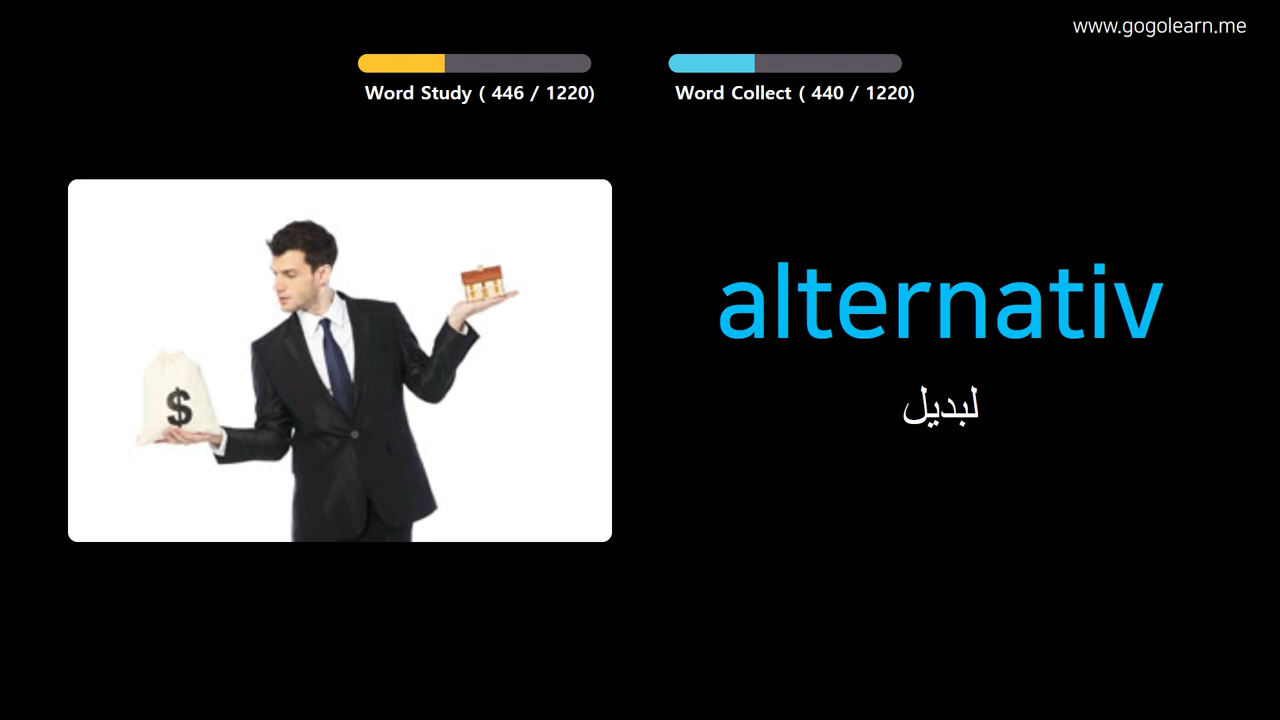 www.gogolearn.me
Word Study ( 446 / 1220)
Word Collect ( 440 / 1220)
$
alternativ
لبديل